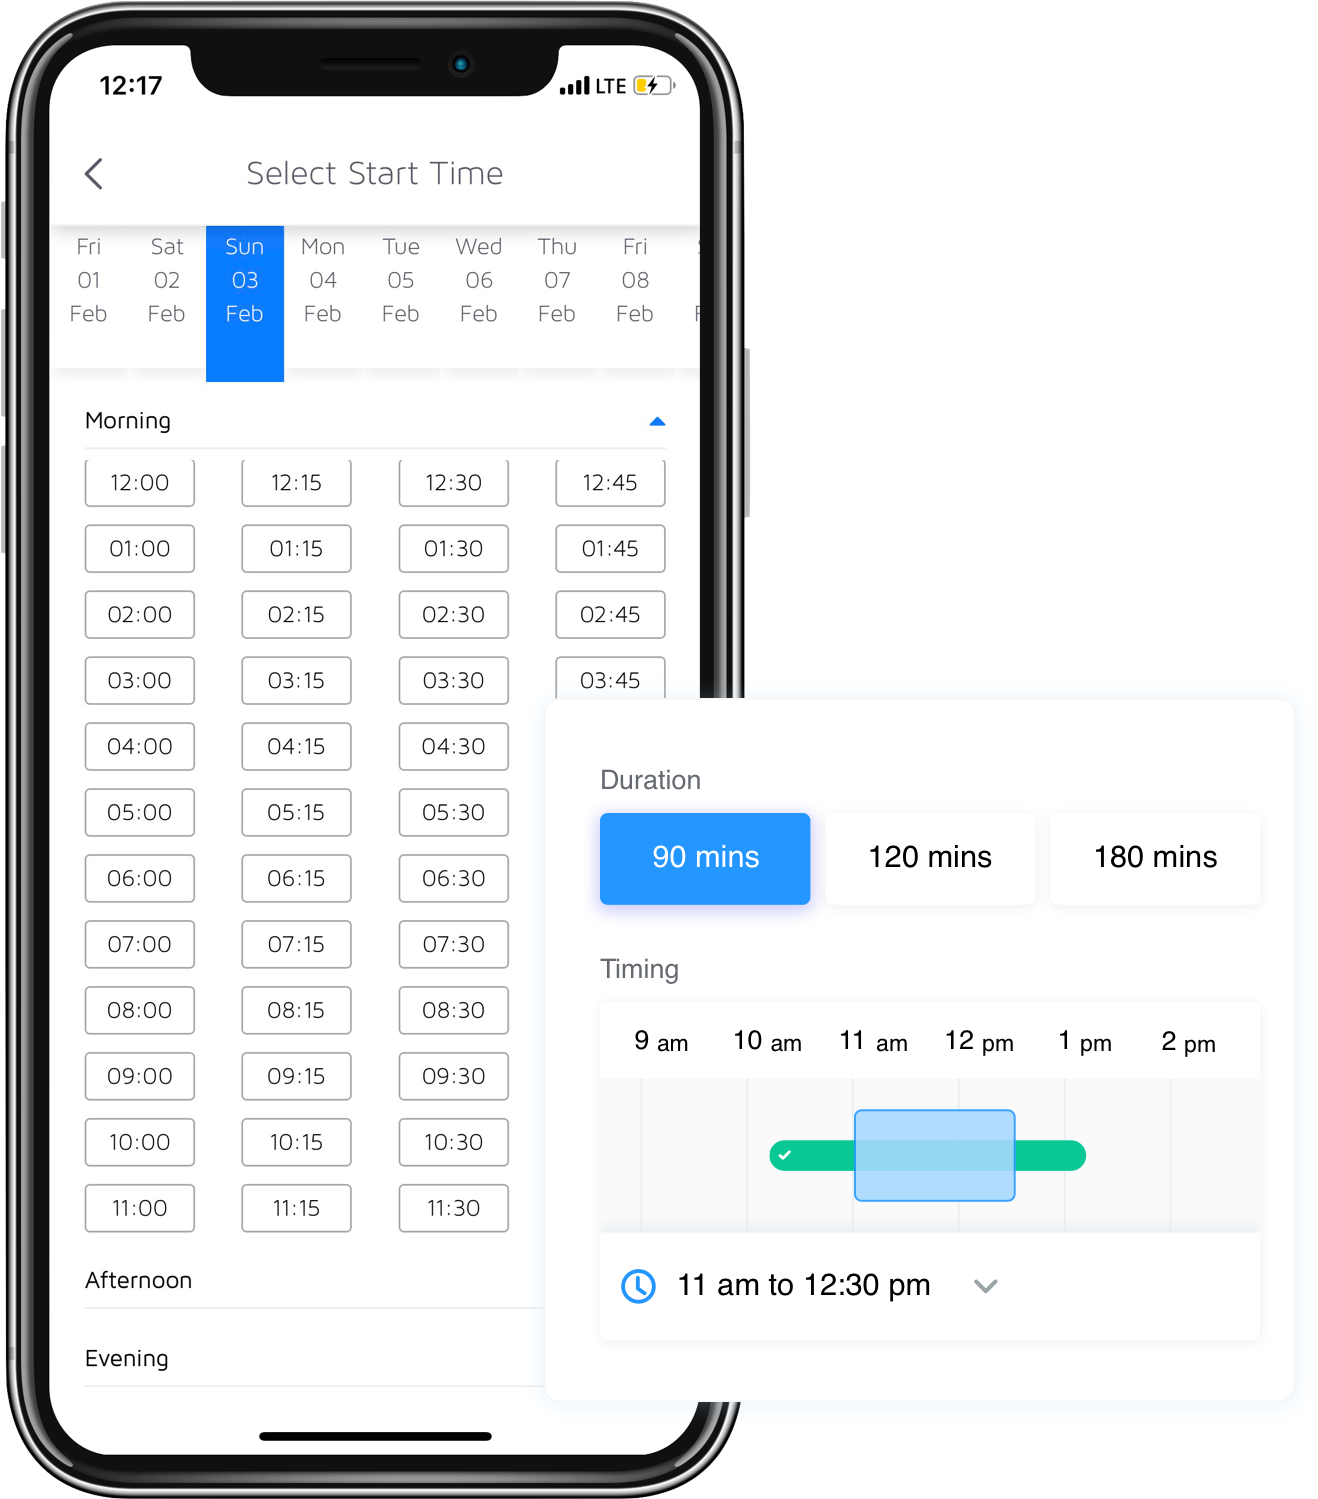 12:17 LTE
Select Start Time
Fri Sat Sun Mon Tue Wed Thu Fri
01 02 03 04 05 06 07 08
Feb Feb Feb Feb Feb Feb Feb Feb
Morning
12:00 12:15 12:30 12:45
01:00 01:15 01:30 01:45
02:00 02:15 02:30 02:45
03:00 03:15 03:30 03:45
04:00 04:15 04:30
05:00 05:15 05:30
06:00 06:15 06:30
07:00 07:15 07:30
08:00 08:15 08:30
09:00 09:15 09:30
10:00 10:15 10:30
11:00 11:15 11:30
Afternoon
Evening
Duration
90 mins 120 mins 180 mins
Timing
9 am 10 am 11 am 12 pm 1 pm 2 pm
11 am to 12:30 pm